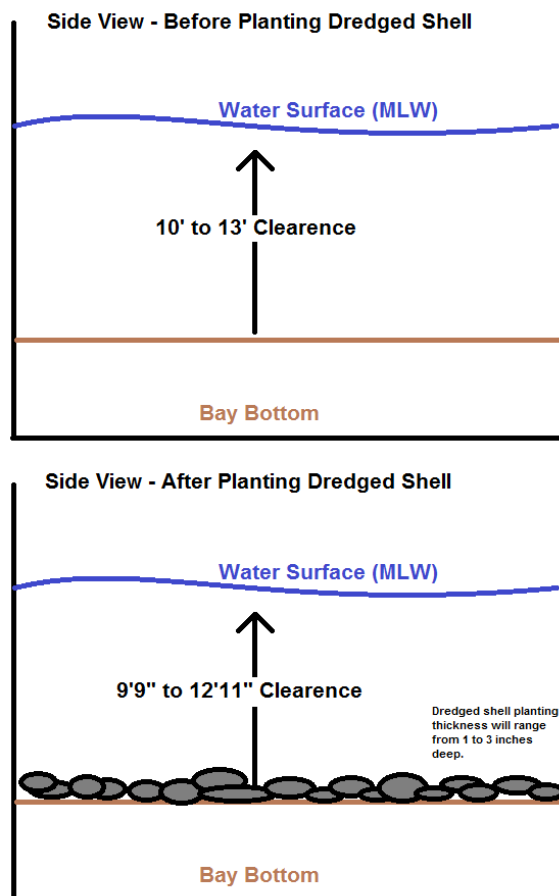 Side View - Before Planting Dredged Shell
Water Surface (MLW)
10' to 13' Clearence
Bay Bottom
Side View - After Planting Dredged Shell
Water Surface (MLW)
9'9" to 12'11" Clearence
Dredged shell planting
thickness will range
from 1 to 3 inches
deep.
Bay Bottom